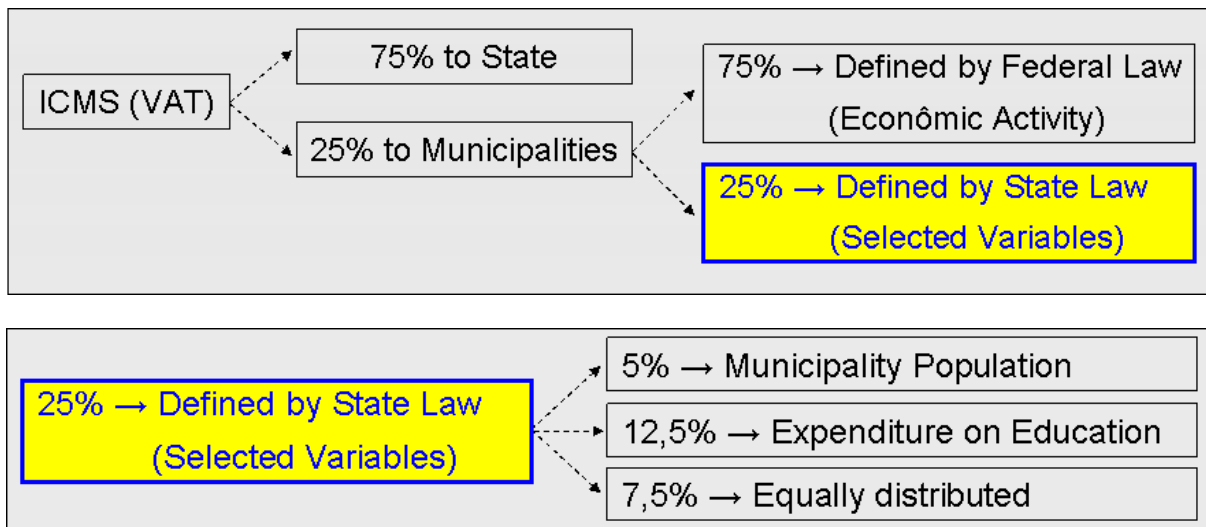 75% to State
ICMS (VAT)
25% to Municipalities
75% → Defined by Federal Law
(Econômic Activity)
25% → Defined by State Law
(Selected Variables)
25% → Defined by State Law
(Selected Variables)
5% → Municipality Population
12,5% → Expenditure on Education
7,5% → Equally distributed